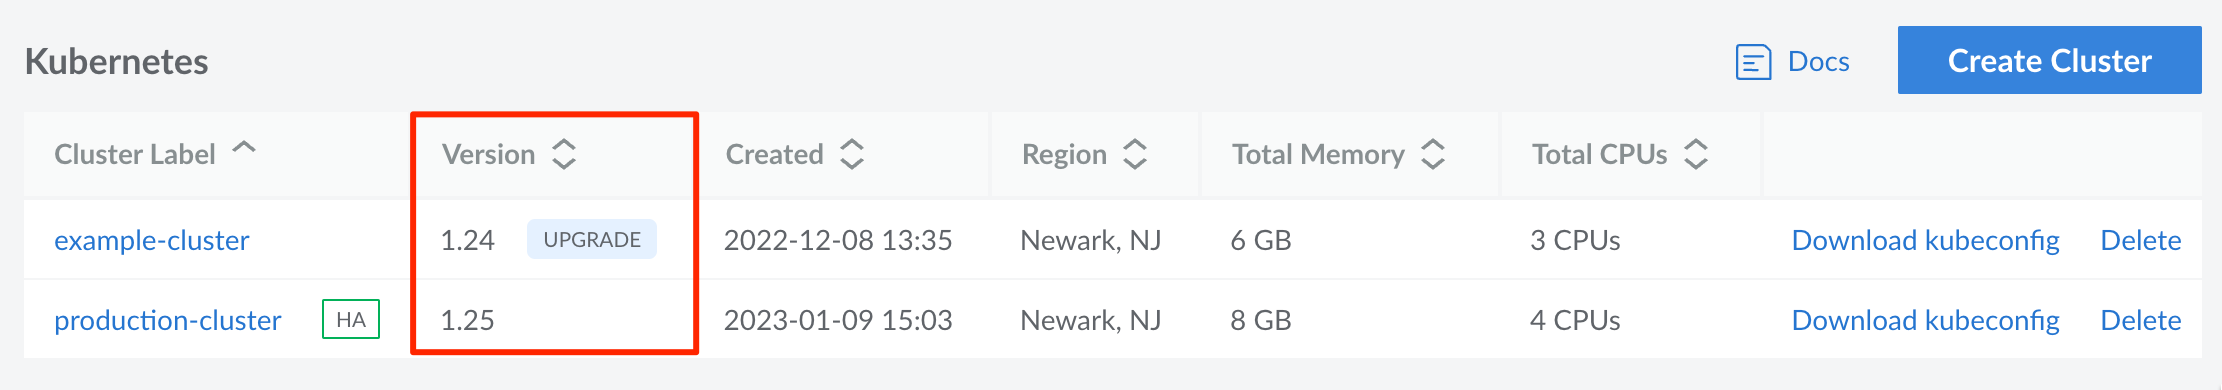 Kubernetes Docs Create Cluster
Cluster Label Version Created Region Total Memory Total CPUs
example-cluster 1.24 UPGRADE 2022-12-08 13:35 Newark, NJ 6 GB 3 CPUs Download kubeconfig Delete
production-cluster HA 1.25 2023-01-09 15:03 Newark, NJ 8 GB 4 CPUs Download kubeconfig Delete